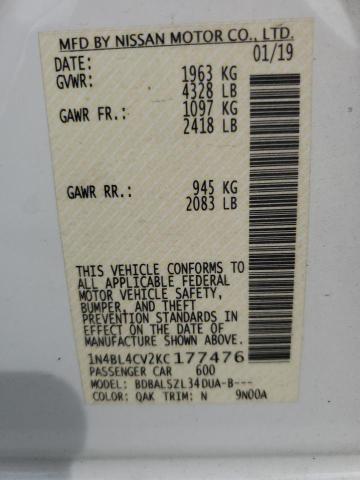 MFD BY NISSAN MOTOR CO., LTD.
DATE: 01/19
GVWR: 1963 KG
4328 LB
GAWR FR.: 1097 KG
2418 LB
GAWR RR.: 945 KG
2083 LB
THIS VEHICLE CONFORMS TO
ALL APPLICABLE FEDERAL
MOTOR VEHICLE SAFETY,
BUMPER, AND THEFT
PREVENTION STANDARDS
IN EFFECT ON THE DATE OF
MANUFACTURE SHOWN ABOVE.
1N4BL4CV2KC177476
PASSENGER CAR 600
MODEL: BDBALSZL34DUA-B---
COLOR: QAK TRIM: N 9N00A